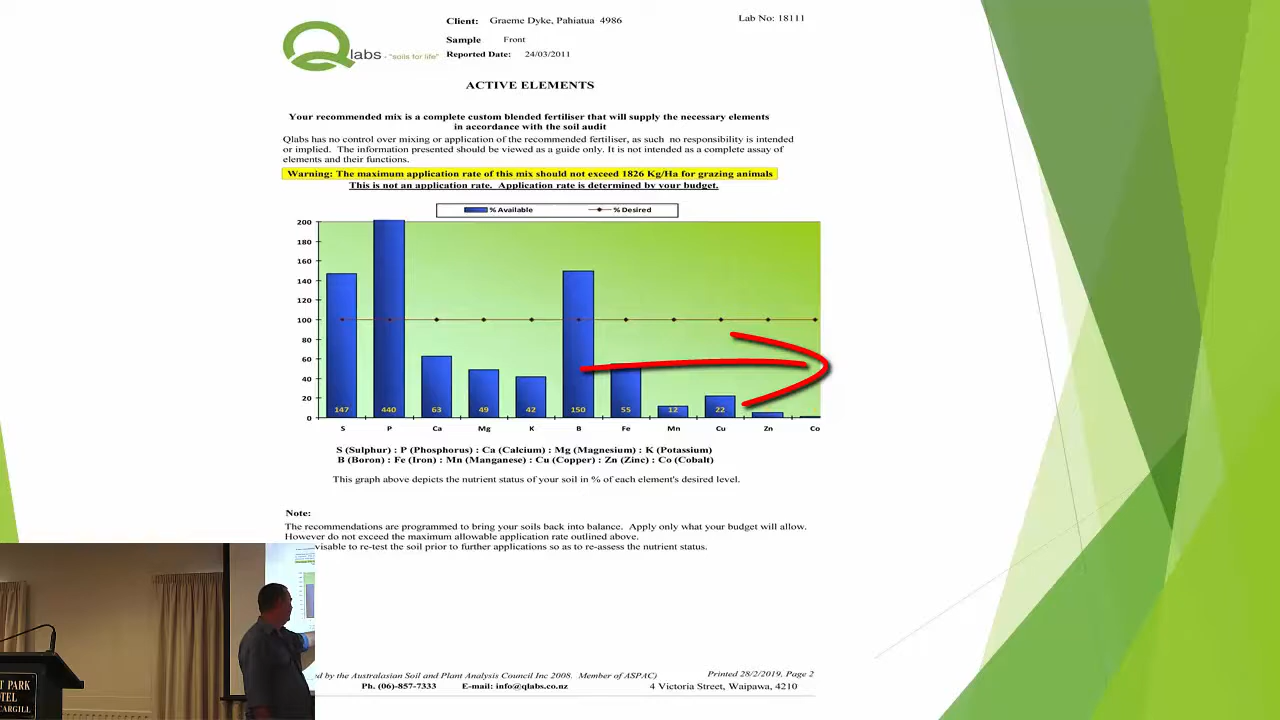 Client: Graeme Dyke, Pahiatua 4986
Lab No: 18111
Sample Front
Reported Date: 24/03/2011
Qlabs - "soils for life"
ACTIVE ELEMENTS
Your recommended mix is a complete custom blended fertiliser that will supply the necessary elements
in accordance with the soil audit
Qlabs has no control over mixing or application of the recommended fertiliser, as such no responsibility is intended
or implied. The information presented should be viewed as a guide only. It is not intended as a complete assay of
elements and their functions.
Warning: The maximum application rate of this mix should not exceed 1826 Kg/Ha for grazing animals
This is not an application rate. Application rate is determined by your budget.
% Available % Desired
200
180
160
140
120
100
80
60
40
20
0
147 440 63 49 42 150 55 12 22
S P Ca Mg K B Fe Mn Cu Zn Co
S (Sulphur) : P (Phosphorus) : Ca (Calcium) : Mg (Magnesium) : K (Potassium)
B (Boron) : Fe (Iron) : Mn (Manganese) : Cu (Copper) : Zn (Zinc) : Co (Cobalt)
This graph above depicts the nutrient status of your soil in % of each element's desired level.
Note:
The recommendations are programmed to bring your soils back into balance. Apply only what your budget will allow.
However do not exceed the maximum allowable application rate outlined above.
to re-test the soil prior to further applications so as to re-assess the nutrient status.
by the Australasian Soil and Plant Analysis Council Inc 2008. Member of ASPAC)
Printed 28/2/2019, Page 2
Ph. (06)-857-7333 E-mail: info@qlabs.co.nz 4 Victoria Street, Waipawa, 4210
T PARK
TEL
CARGILL